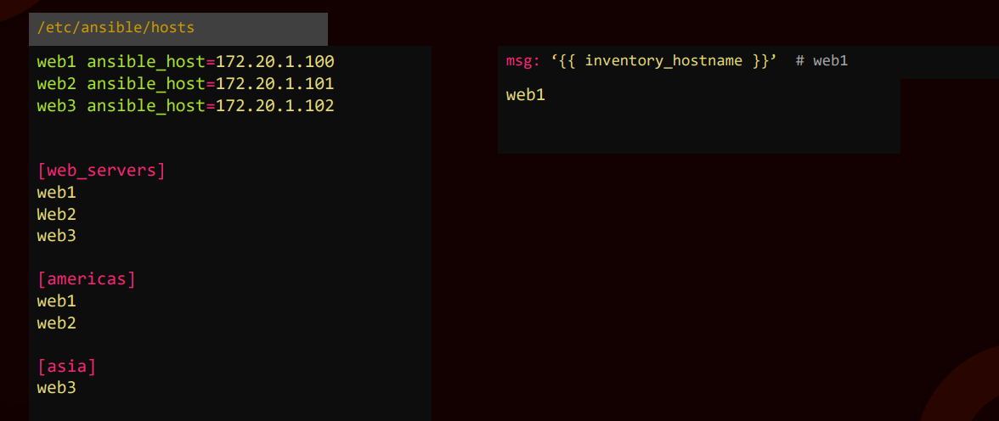 /etc/ansible/hosts
web1 ansible_host=172.20.1.100
web2 ansible_host=172.20.1.101
web3 ansible_host=172.20.1.102
[web_servers]
web1
Web2
web3
[americas]
web1
web2
[asia]
web3
msg: ‘{{ inventory_hostname }}’ # web1
web1